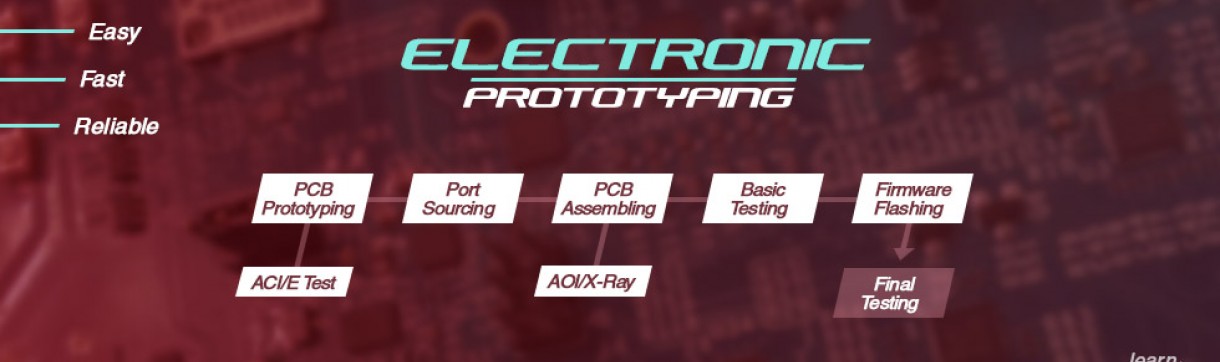 Easy
Fast
Reliable
ELECTRONIC
PROTOTYPING
PCB
Prototyping
Port
Sourcing
PCB
Assembling
Basic
Testing
Firmware
Flashing
ACI/E Test
AOI/X-Ray
Final
Testing
learn